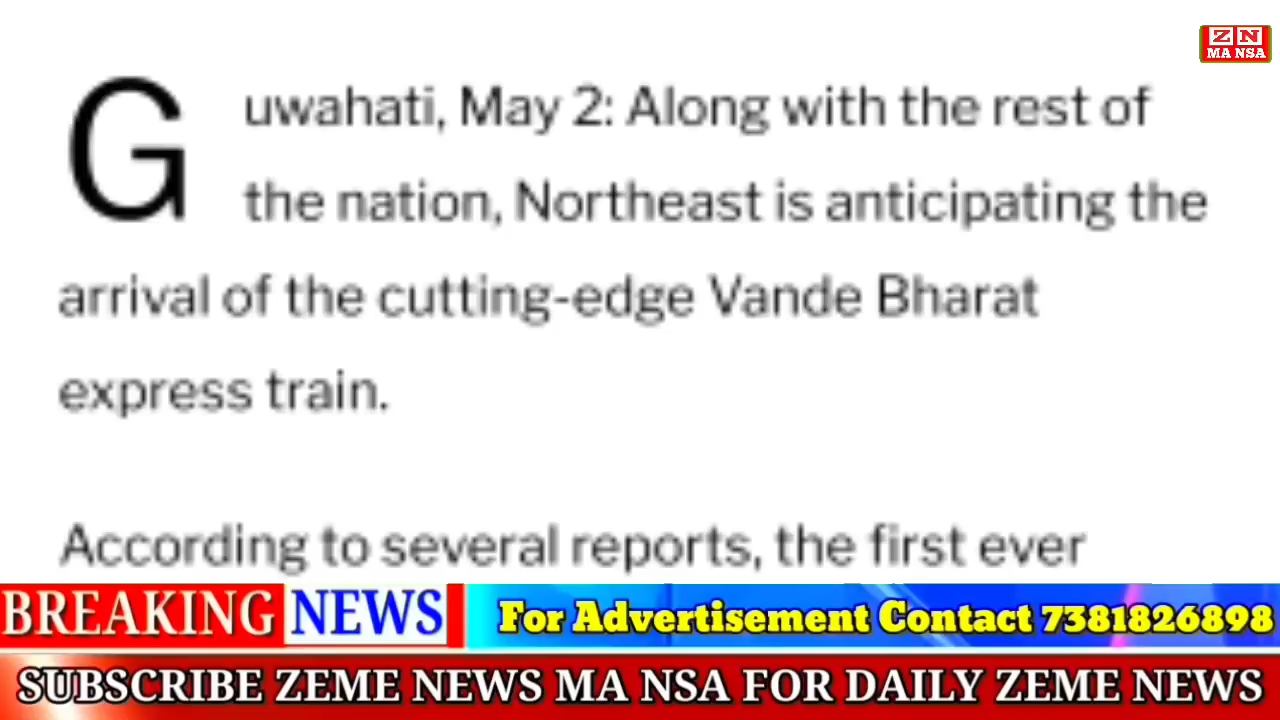 Z N
MA NSA
Guwahati, May 2: Along with the rest of
the nation, Northeast is anticipating the
arrival of the cutting-edge Vande Bharat
express train.
According to several reports, the first ever
BREAKING NEWS
For Advertisement Contact 7381826898
SUBSCRIBE ZEME NEWS MA NSA FOR DAILY ZEME NEWS